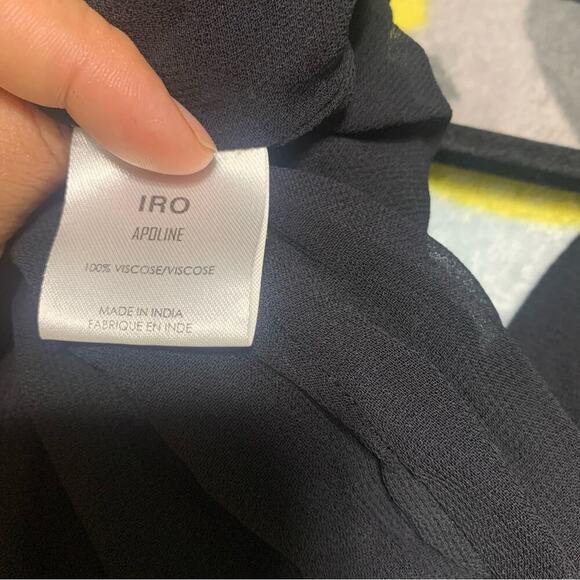 IRO
APOLINE
100% VISCOSE/VISCOSE
MADE IN INDIA
FABRIQUE EN INDE